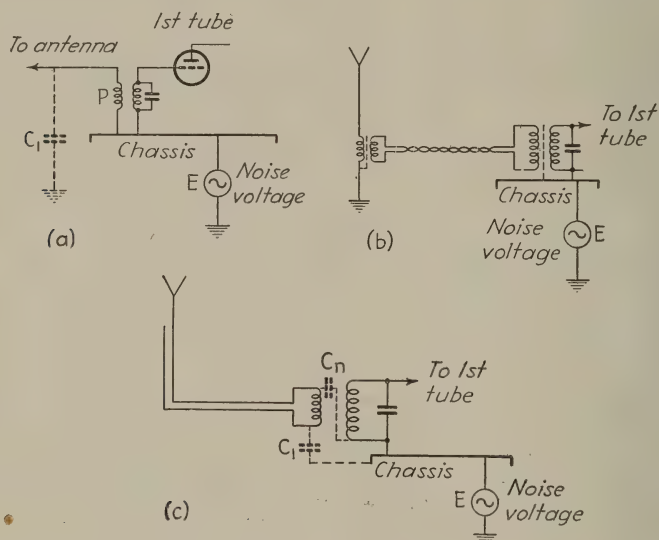 1st tube
To antenna
P
C₁
Chassis
E
Noise
voltage
(a)
To 1st
tube
Chassis
Noise
voltage
E
(b)
Cn
To 1st
tube
C₁
Chassis
E
Noise
voltage
(c)